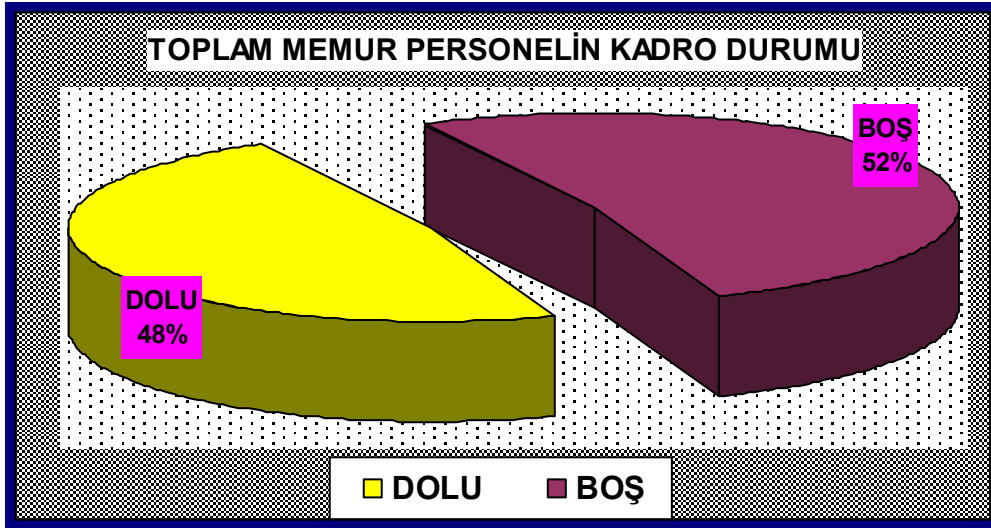 TOPLAM MEMUR PERSONELİN KADRO DURUMU
BOŞ
52%
DOLU
48%
DOLU
BOŞ